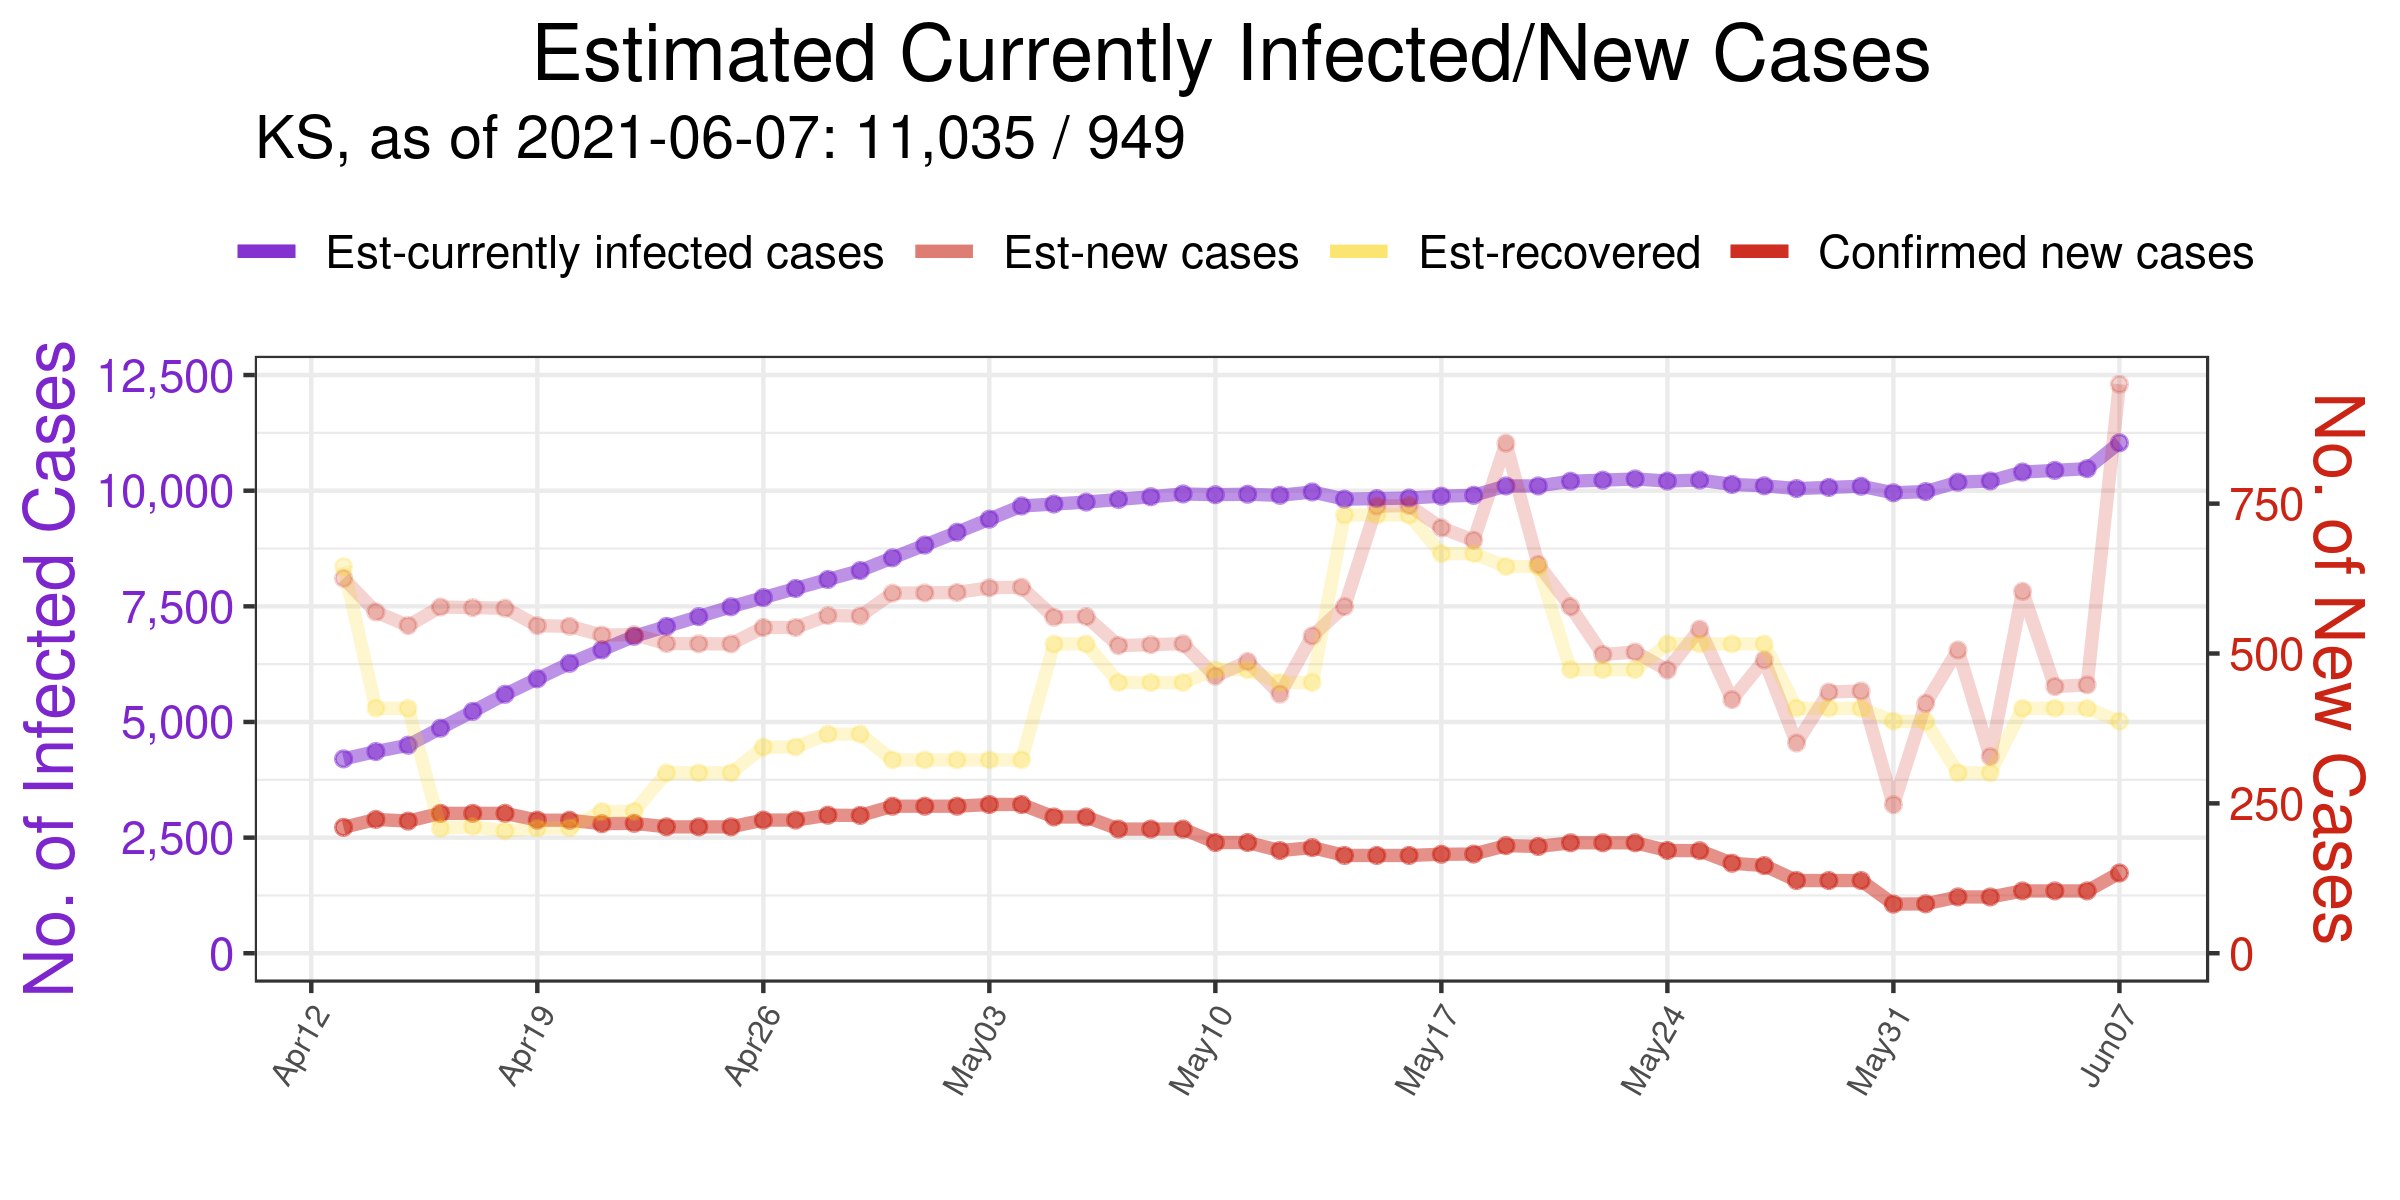 Estimated Currently Infected/New Cases
KS, as of 2021-06-07: 11,035 / 949
Est-currently infected cases Est-new cases Est-recovered Confirmed new cases
No. of Infected Cases
12,500
10,000
7,500
5,000
2,500
0
750
500
250
0
No. of New Cases
Apr12 Apr19 Apr26 May03 May10 May17 May24 May31 Jun07